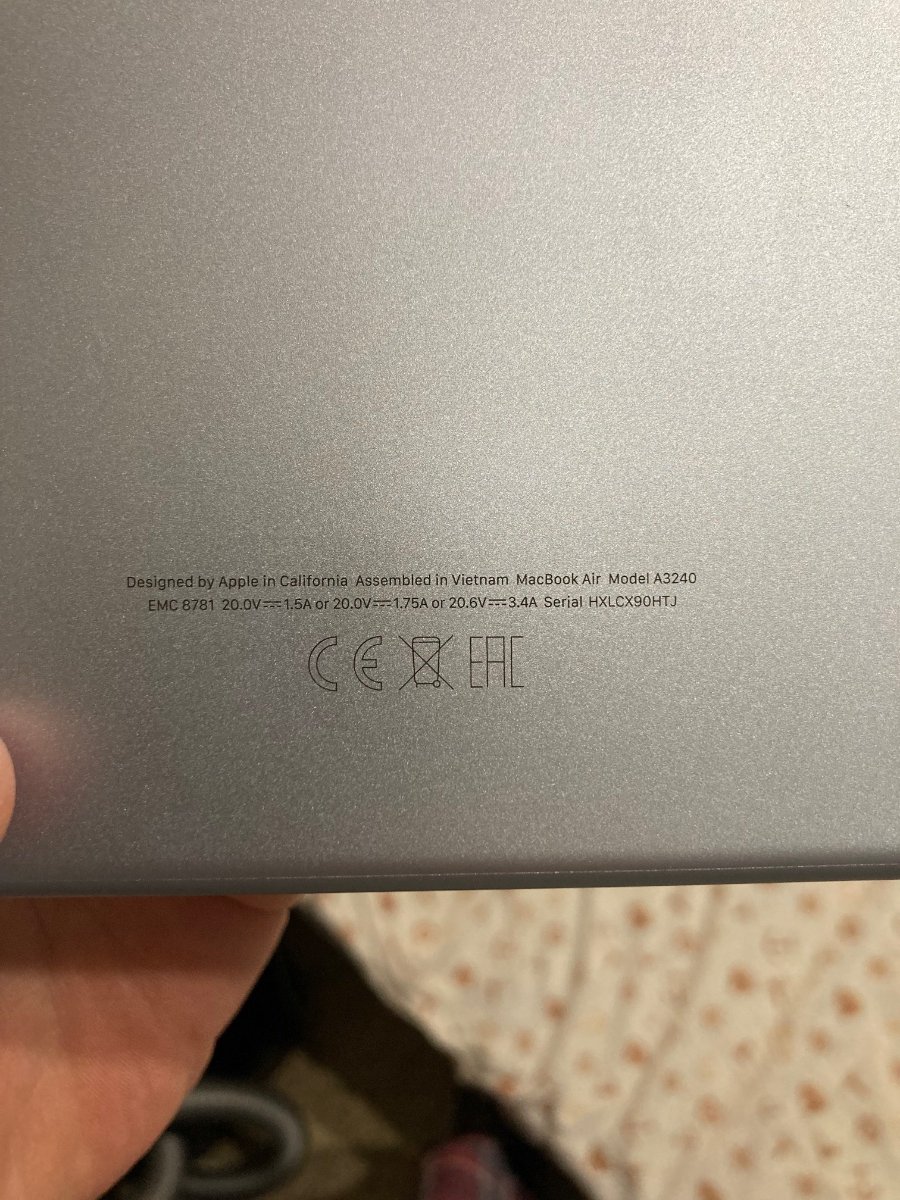 Designed by Apple in California Assembled in Vietnam MacBook Air Model A3240
EMC 8781 20.0V⎓1.5A or 20.0V⎓1.75A or 20.6V⎓3.4A Serial HXLCX90HTJ
CE EAC